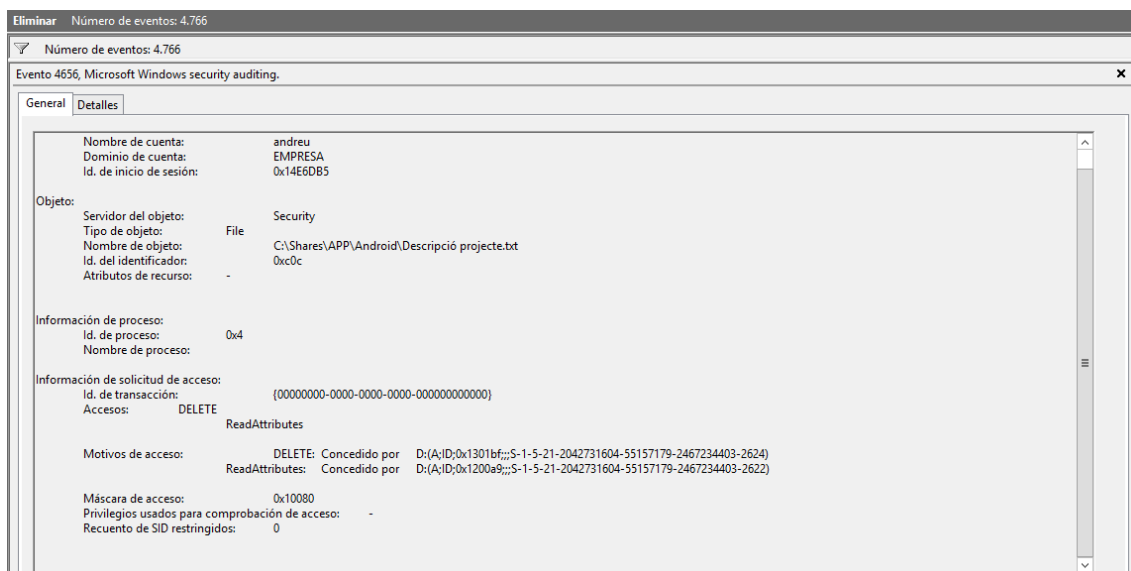 Eliminar Número de eventos: 4.766
Número de eventos: 4.766
Evento 4656, Microsoft Windows security auditing.
General Detalles
Nombre de cuenta: andreu
Dominio de cuenta: EMPRESA
Id. de inicio de sesión: 0x14E6DB5
Objeto:
Servidor del objeto: Security
Tipo de objeto: File
Nombre de objeto: C:\Shares\APP\Android\Descripció projecte.txt
Id. del identificador: 0xc0c
Atributos de recurso: -
Información de proceso:
Id. de proceso: 0x4
Nombre de proceso:
Información de solicitud de acceso:
Id. de transacción: {00000000-0000-0000-0000-000000000000}
Accesos: DELETE
ReadAttributes
Motivos de acceso: DELETE: Concedido por D:(A;ID;0x1301bf;;;S-1-5-21-2042731604-55157179-2467234403-2624)
ReadAttributes: Concedido por D:(A;ID;0x1200a9;;;S-1-5-21-2042731604-55157179-2467234403-2622)
Máscara de acceso: 0x10080
Privilegios usados para comprobación de acceso: -
Recuento de SID restringidos: 0